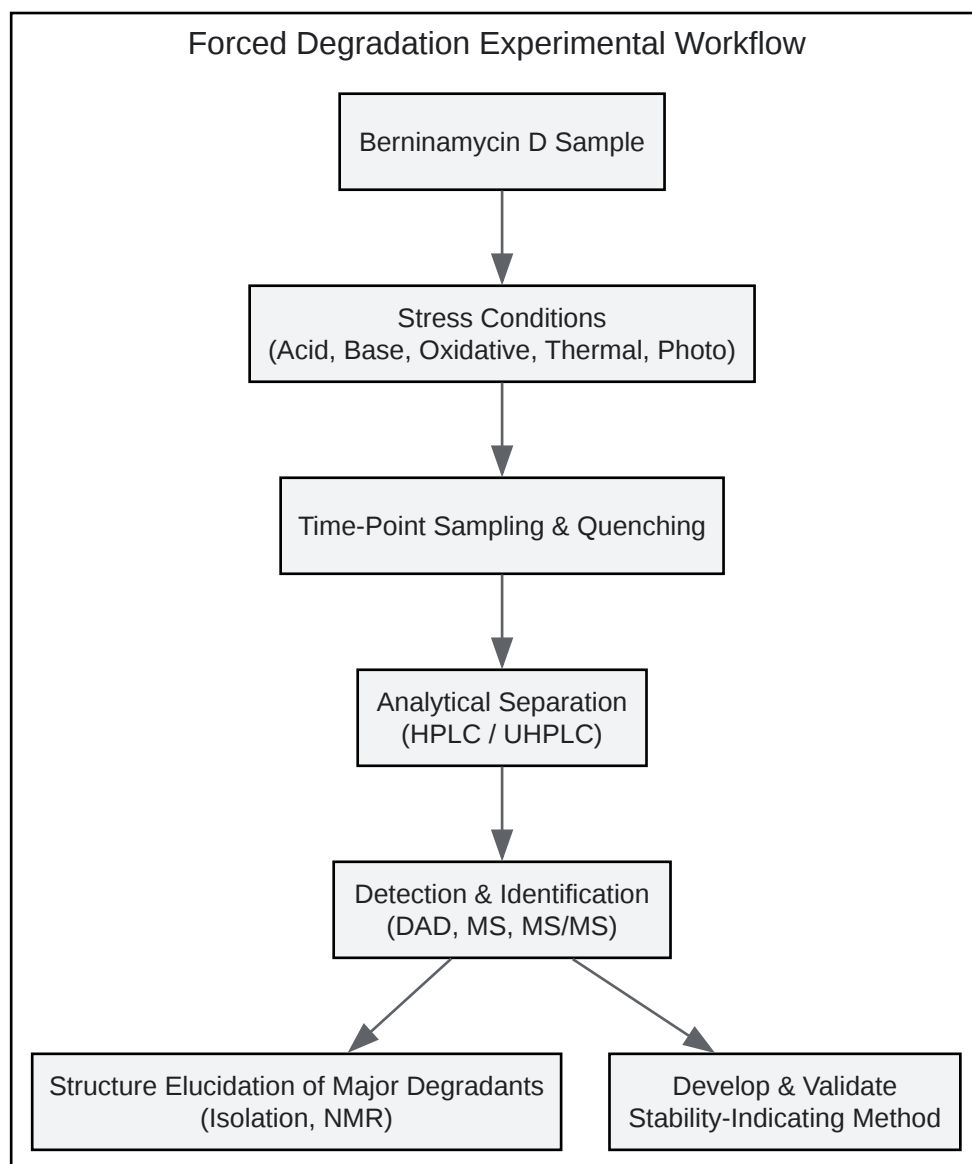 Forced Degradation Experimental Workflow
Berninamycin D Sample
Stress Conditions
(Acid, Base, Oxidative, Thermal, Photo)
Time-Point Sampling & Quenching
Analytical Separation
(HPLC / UHPLC)
Detection & Identification
(DAD, MS, MS/MS)
Structure Elucidation of Major Degradants
(Isolation, NMR)
Develop & Validate
Stability-Indicating Method